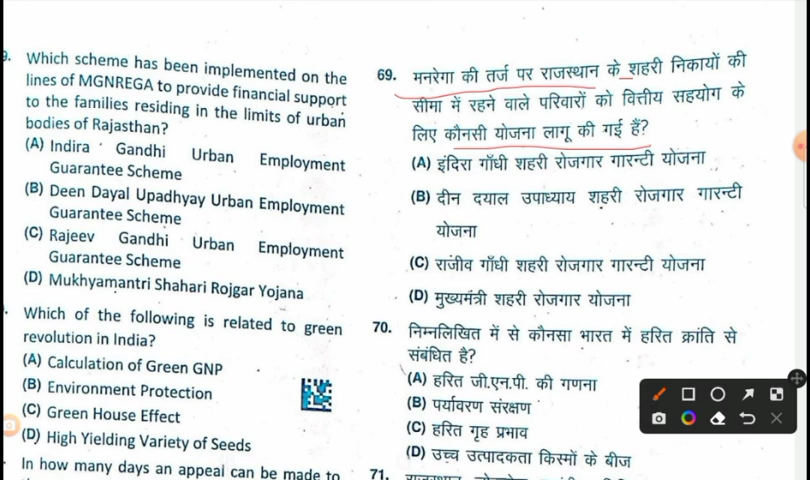 9. Which scheme has been implemented on the
lines of MGNREGA to provide financial support
to the families residing in the limits of urban
bodies of Rajasthan?
(A) Indira Gandhi Urban Employment
Guarantee Scheme
(B) Deen Dayal Upadhyay Urban Employment
Guarantee Scheme
(C) Rajeev Gandhi Urban Employment
Guarantee Scheme
(D) Mukhyamantri Shahari Rojgar Yojana
. Which of the following is related to green
revolution in India?
(A) Calculation of Green GNP
(B) Environment Protection
(C) Green House Effect
(D) High Yielding Variety of Seeds
In how many days an appeal can be made to
69. मनरेगा की तर्ज पर राजस्थान के शहरी निकायों की
सीमा में रहने वाले परिवारों को वित्तीय सहयोग के
लिए कौनसी योजना लागू की गई हैं?
(A) इंदिरा गाँधी शहरी रोजगार गारन्टी योजना
(B) दीन दयाल उपाध्याय शहरी रोजगार गारन्टी
योजना
(C) राजीव गाँधी शहरी रोजगार गारन्टी योजना
(D) मुख्यमंत्री शहरी रोजगार योजना
70. निम्नलिखित में से कौनसा भारत में हरित क्रांति से
संबंधित है?
(A) हरित जी.एन.पी. की गणना
(B) पर्यावरण संरक्षण
(C) हरित गृह प्रभाव
(D) उच्च उत्पादकता किस्मों के बीज
71.